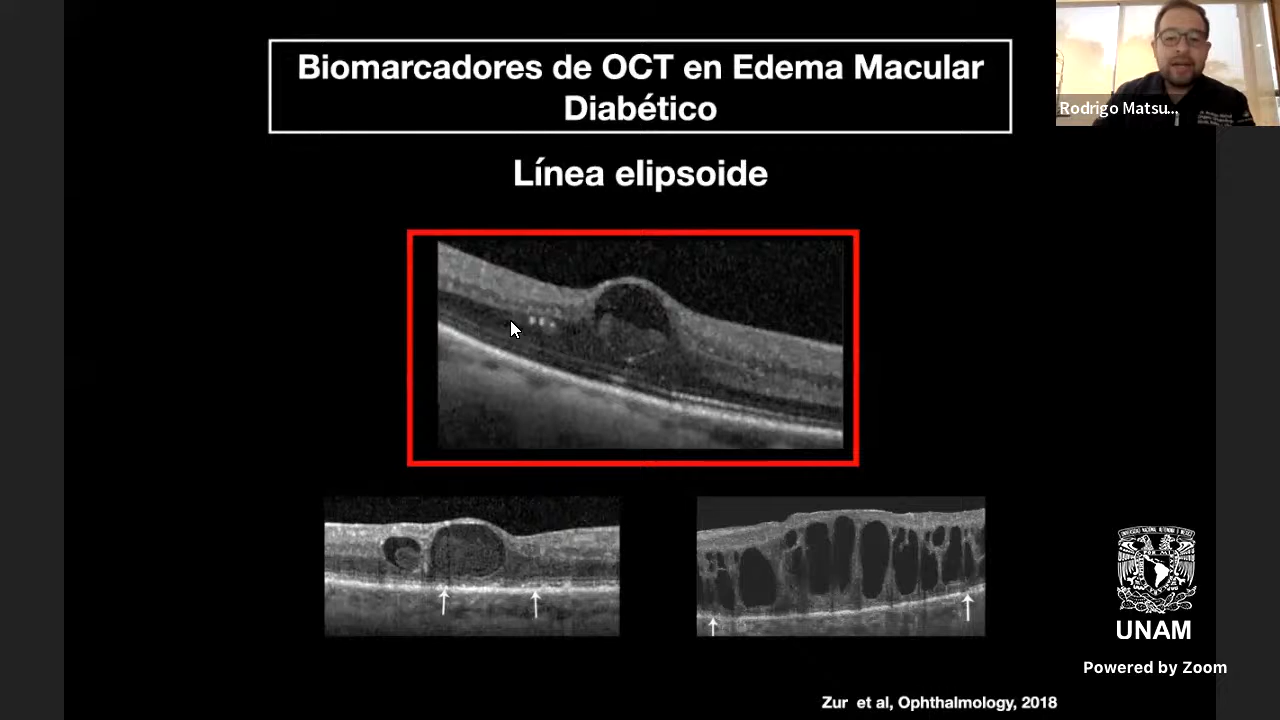 Biomarcadores de OCT en Edema Macular
Diabético
Línea elipsoide
Rodrigo Matsu...
UNAM
Powered by Zoom
Zur et al, Ophthalmology, 2018